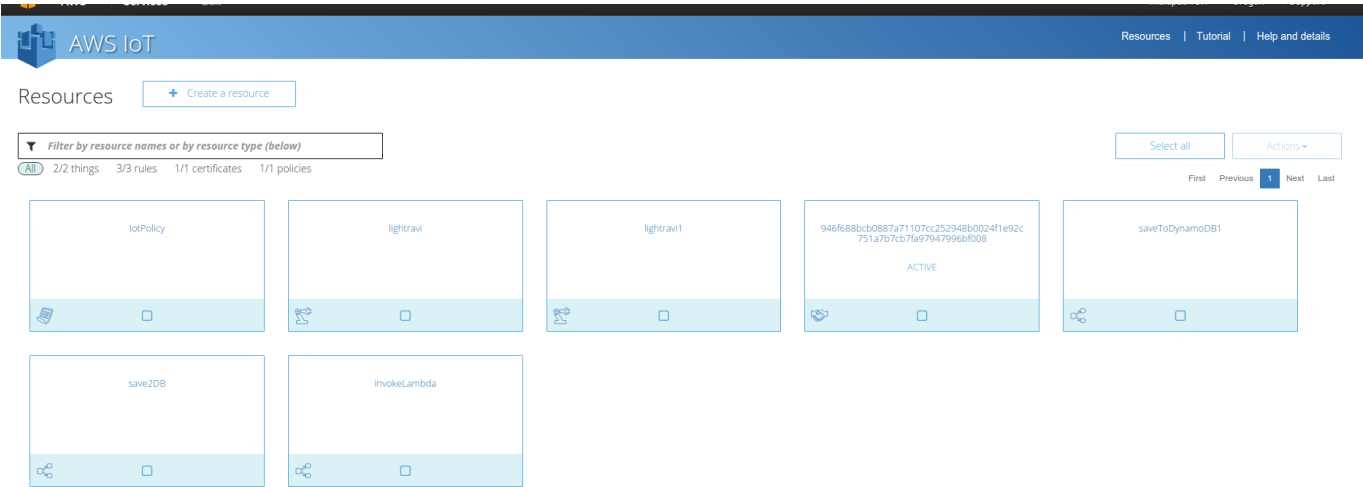 AWS IoT
Resources | Tutorial | Help and details
Resources
+ Create a resource
Filter by resource names or by resource type (below)
Select all
Actions
All 2/2 things 3/3 rules 1/1 certificates 1/1 policies
First Previous 1 Next Last
IotPolicy
lightravi
lightravi1
946f688bcb0887a71107cc252948b0024f1e92c
751a7b7cb7fa97947996bf008
ACTIVE
saveToDynamoDB1
save2DB
invokeLambda